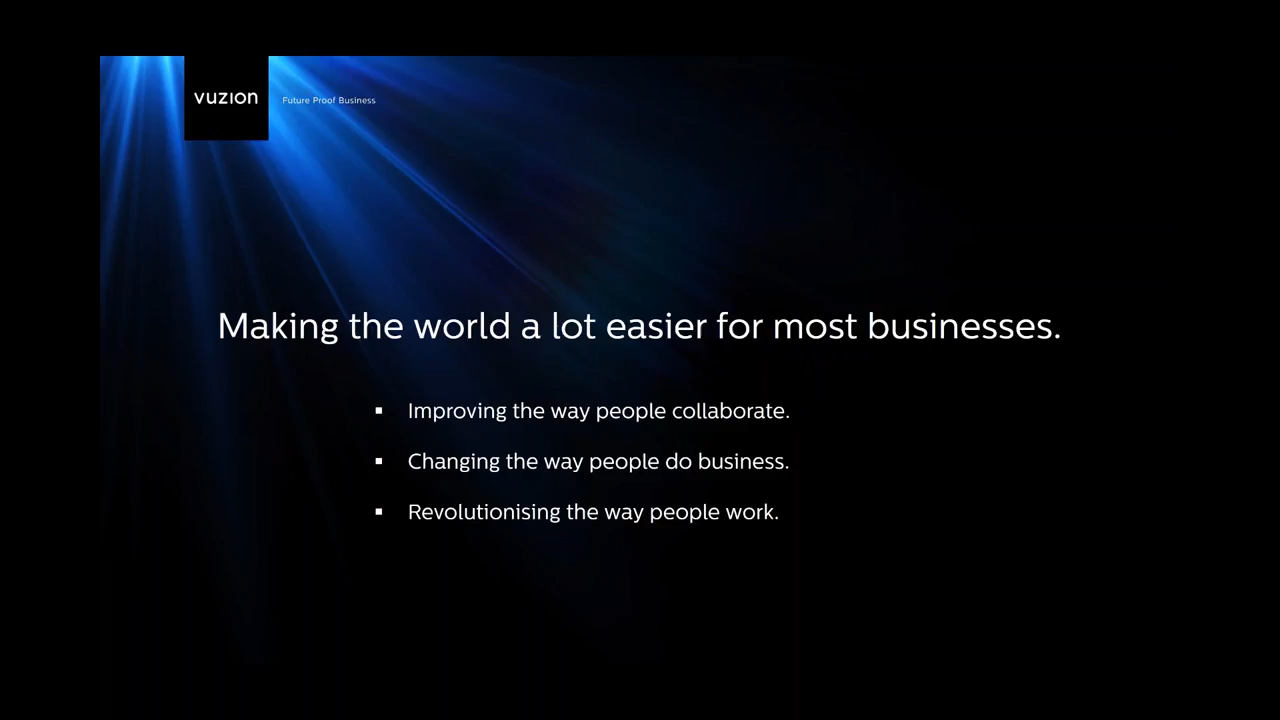 vuzion
Future Proof Business
Making the world a lot easier for most businesses.
▪ Improving the way people collaborate.
▪ Changing the way people do business.
▪ Revolutionising the way people work.